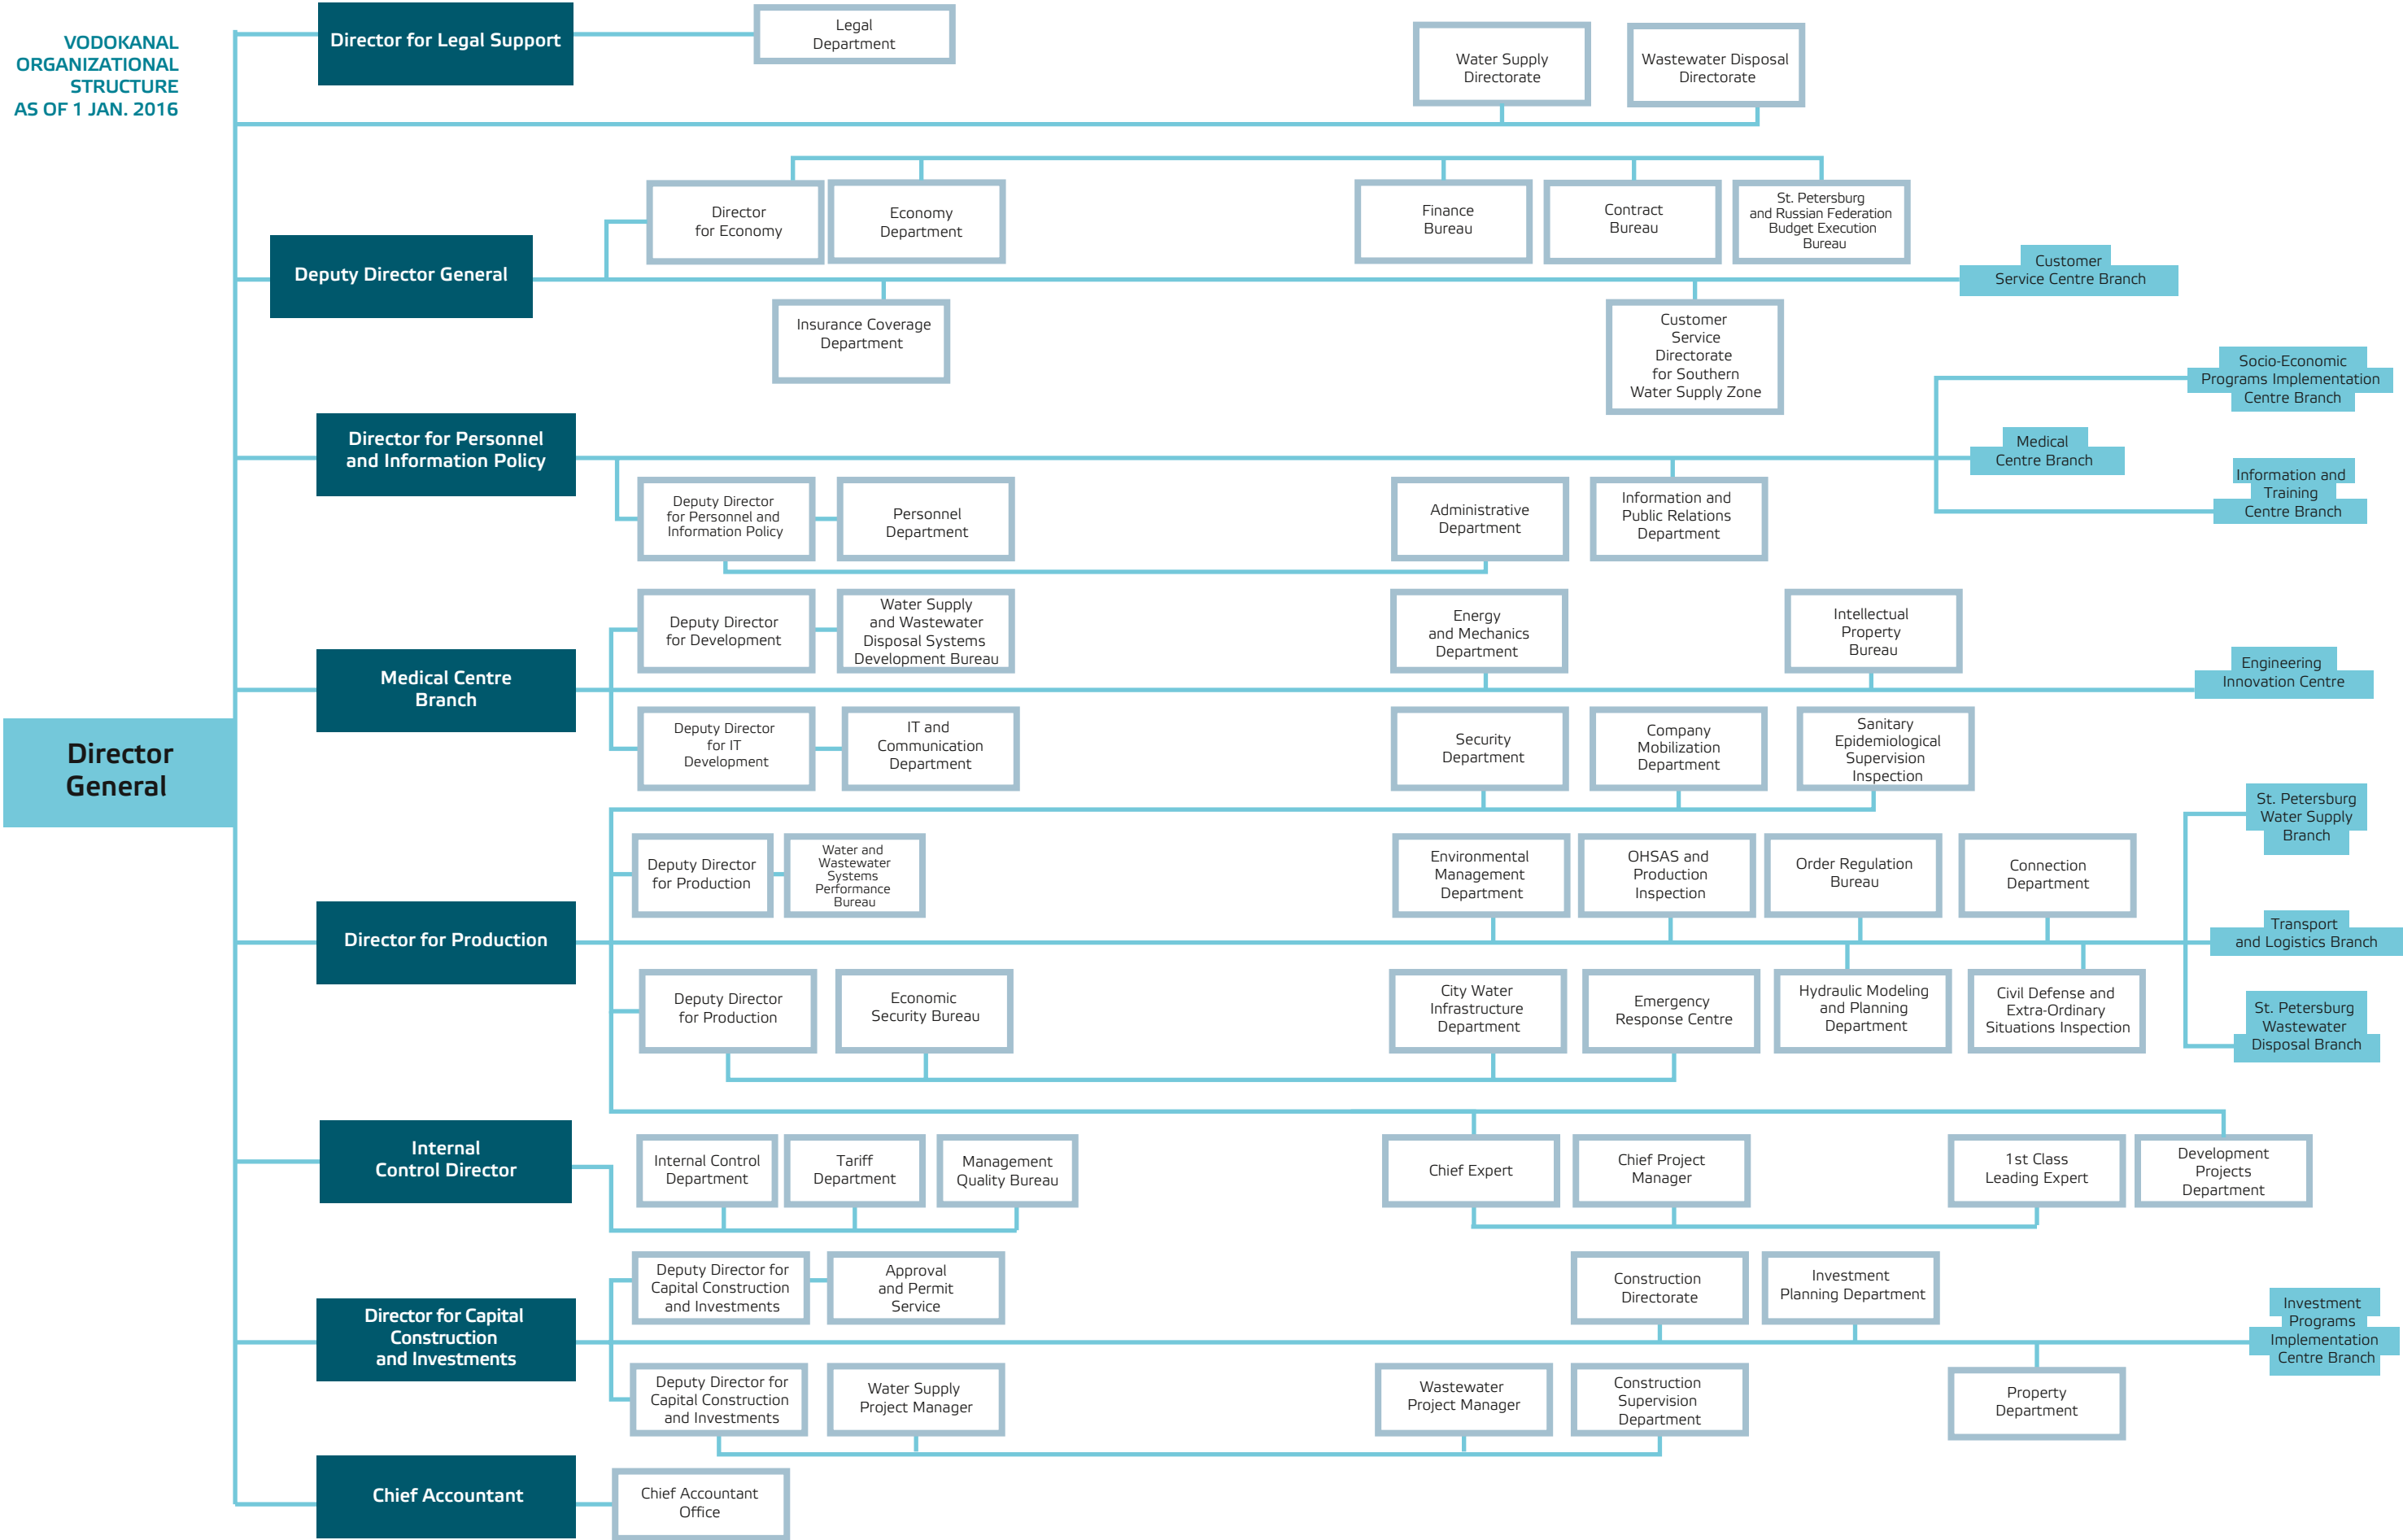 VODOKANAL
ORGANIZATIONAL
STRUCTURE
AS OF 1 JAN. 2016
Director for Legal Support
Legal
Department
Water Supply
Directorate
Wastewater Disposal
Directorate
Director
for Economy
Economy
Department
Finance
Bureau
Contract
Bureau
St. Petersburg
and Russian Federation
Budget Execution
Bureau
Deputy Director General
Customer
Service Centre Branch
Insurance Coverage
Department
Customer
Service
Directorate
for Southern
Water Supply Zone
Socio-Economic
Programs Implementation
Centre Branch
Director for Personnel
and Information Policy
Medical
Centre Branch
Information and
Training
Centre Branch
Deputy Director
for Personnel and
Information Policy
Personnel
Department
Administrative
Department
Information and
Public Relations
Department
Deputy Director
for Development
Water Supply
and Wastewater
Disposal Systems
Development Bureau
Energy
and Mechanics
Department
Intellectual
Property
Bureau
Medical Centre
Branch
Engineering
Innovation Centre
Deputy Director
for IT
Development
IT and
Communication
Department
Security
Department
Company
Mobilization
Department
Sanitary
Epidemiological
Supervision
Inspection
Director
General
St. Petersburg
Water Supply
Branch
Deputy Director
for Production
Water and
Wastewater
Systems
Performance
Bureau
Environmental
Management
Department
OHSAS and
Production
Inspection
Order Regulation
Bureau
Connection
Department
Director for Production
Transport
and Logistics Branch
Deputy Director
for Production
Economic
Security Bureau
City Water
Infrastructure
Department
Emergency
Response Centre
Hydraulic Modeling
and Planning
Department
Civil Defense and
Extra-Ordinary
Situations Inspection
St. Petersburg
Wastewater
Disposal Branch
Internal
Control Director
Internal Control
Department
Tariff
Department
Management
Quality Bureau
Chief Expert
Chief Project
Manager
1st Class
Leading Expert
Development
Projects
Department
Deputy Director for
Capital Construction
and Investments
Approval
and Permit
Service
Construction
Directorate
Investment
Planning Department
Director for Capital
Construction
and Investments
Investment
Programs
Implementation
Centre Branch
Deputy Director for
Capital Construction
and Investments
Water Supply
Project Manager
Wastewater
Project Manager
Construction
Supervision
Department
Property
Department
Chief Accountant
Chief Accountant
Office